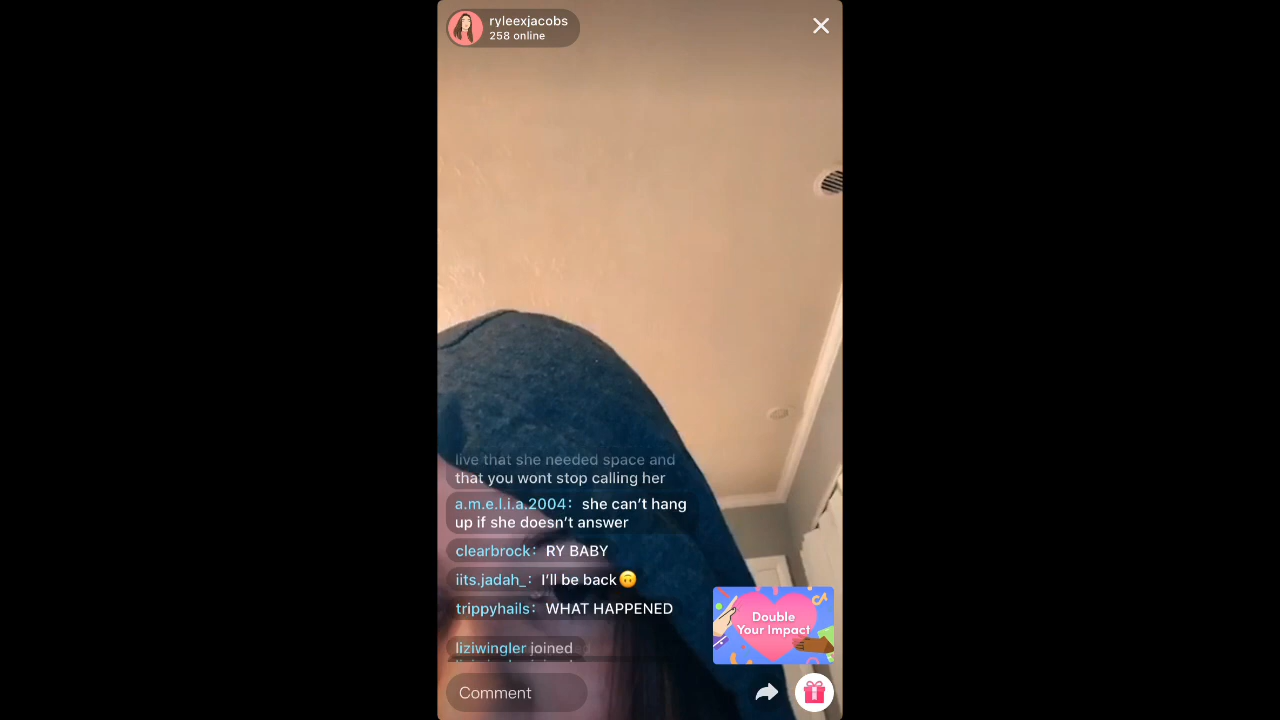 ryleexjacobs
258 online
live that she needed space and
that you wont stop calling her
a.m.e.l.i.a.2004: she can't hang
up if she doesn't answer
clearbrock: RY BABY
iits.jadah_: I'll be back🙃
trippyhails: WHAT HAPPENED
liziwingler joined
Double
Your Impact
Comment